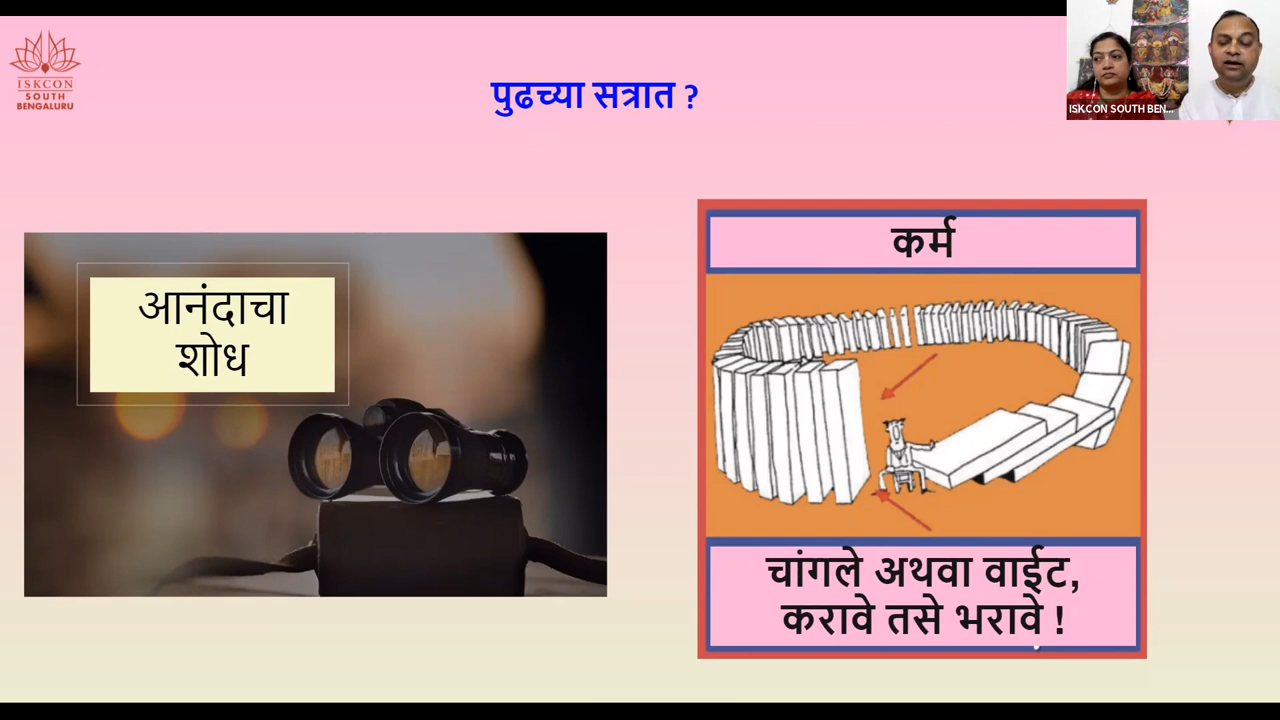 ISKCON
SOUTH
BENGALURU
पुढच्या सत्रात ?
ISKCON SOUTH BEN...
आनंदाचा
शोध
कर्म
चांगले अथवा वाईट,
करावे तसे भरावे !